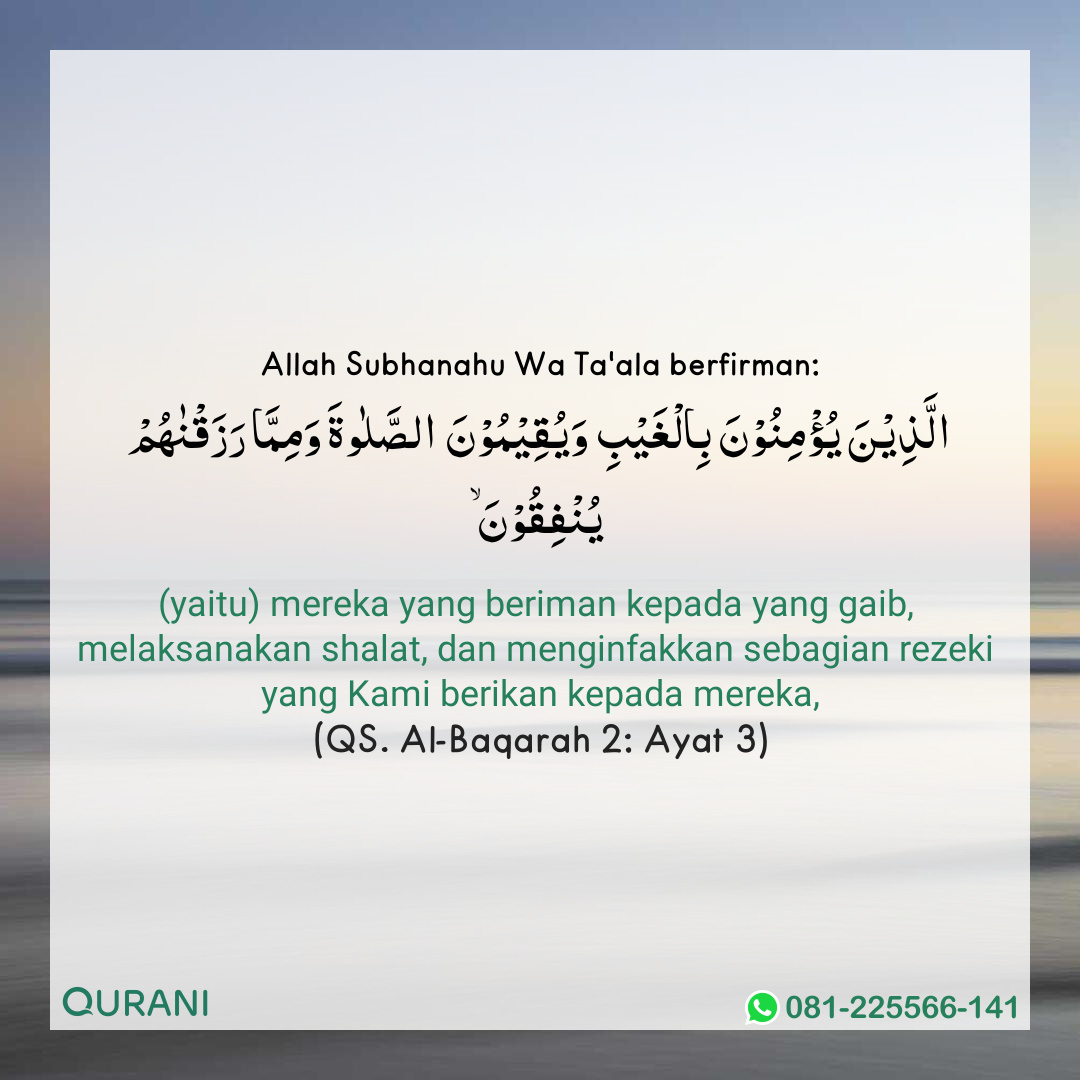 Allah Subhanahu Wa Ta'ala berfirman:
الَّذِيْنَ يُؤْمِنُوْنَ بِالْغَيْبِ وَيُقِيْمُوْنَ الصَّلٰوةَ وَمِمَّا رَزَقْنٰهُمْ
يُنْفِقُوْنَ ۙ
(yaitu) mereka yang beriman kepada yang gaib,
melaksanakan shalat, dan menginfakkan sebagian rezeki
yang Kami berikan kepada mereka,
(QS. Al-Baqarah 2: Ayat 3)
QURANI
081-225566-141